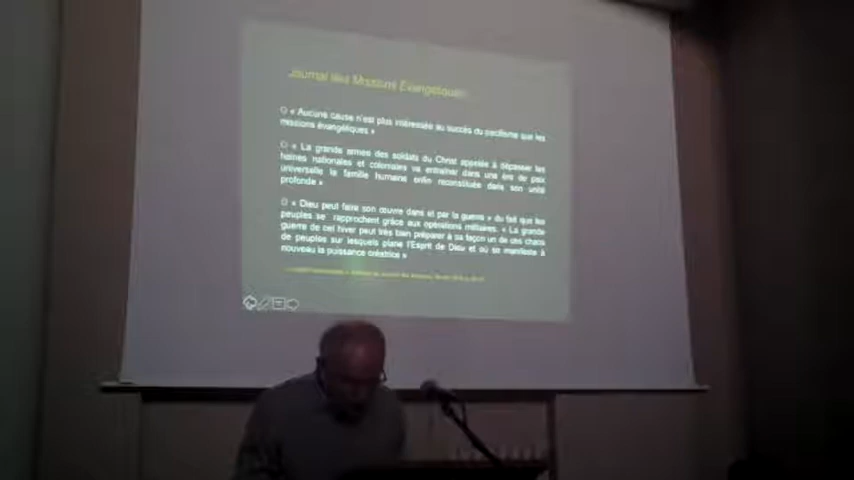 Journal des Missions Evangéliques
« Aucune cause n'est plus intéressée au succès du pacifisme que les
missions évangéliques »
« La grande armée des soldats du Christ appelée à dépasser les
haines nationales et coloniales va entraîner dans une ère de paix
universelle la famille humaine enfin reconstituée dans son unité
profonde »
« Dieu peut faire son œuvre dans et par la guerre » du fait que les
peuples se rapprochent grâce aux opérations militaires. « La grande
guerre de cet hiver peut très bien préparer à sa façon un de ces chaos
de peuples sur lesquels plane l'Esprit de Dieu et où se manifeste à
nouveau la puissance créatrice »